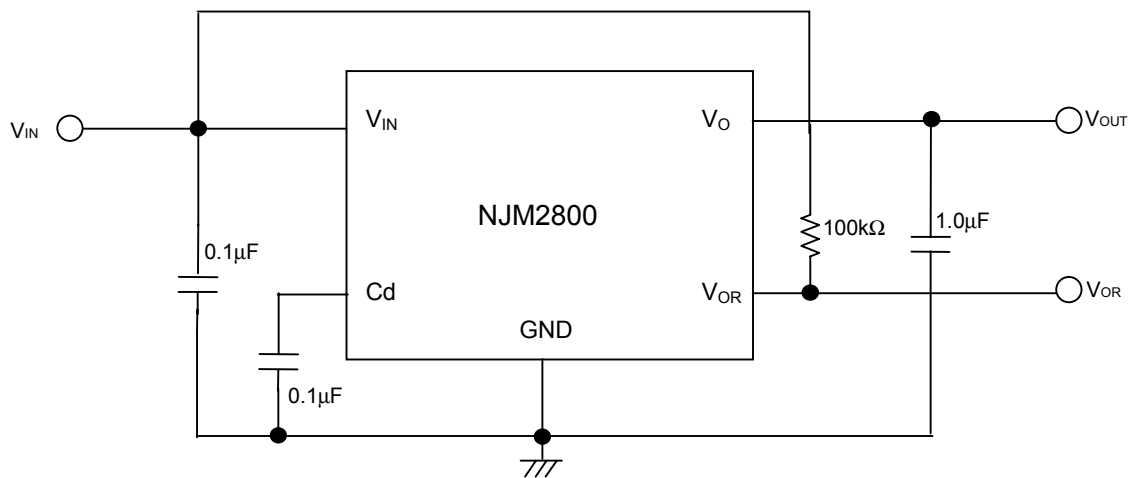 VIN
VIN
VO
VOUT
NJM2800
100kΩ
1.0μF
0.1μF
Cd
VOR
VOR
GND
0.1μF